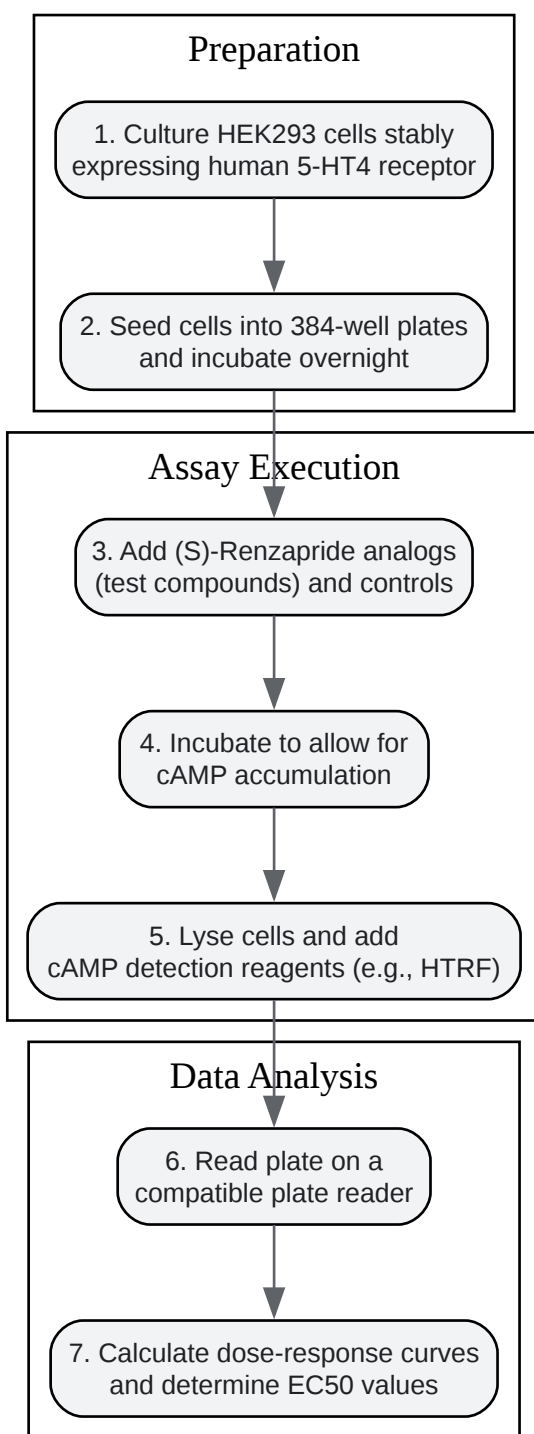 Preparation
1. Culture HEK293 cells stably
expressing human 5-HT4 receptor
2. Seed cells into 384-well plates
and incubate overnight
Assay Execution
3. Add (S)-Renzapride analogs
(test compounds) and controls
4. Incubate to allow for
cAMP accumulation
5. Lyse cells and add
cAMP detection reagents (e.g., HTRF)
Data Analysis
6. Read plate on a
compatible plate reader
7. Calculate dose-response curves
and determine EC50 values